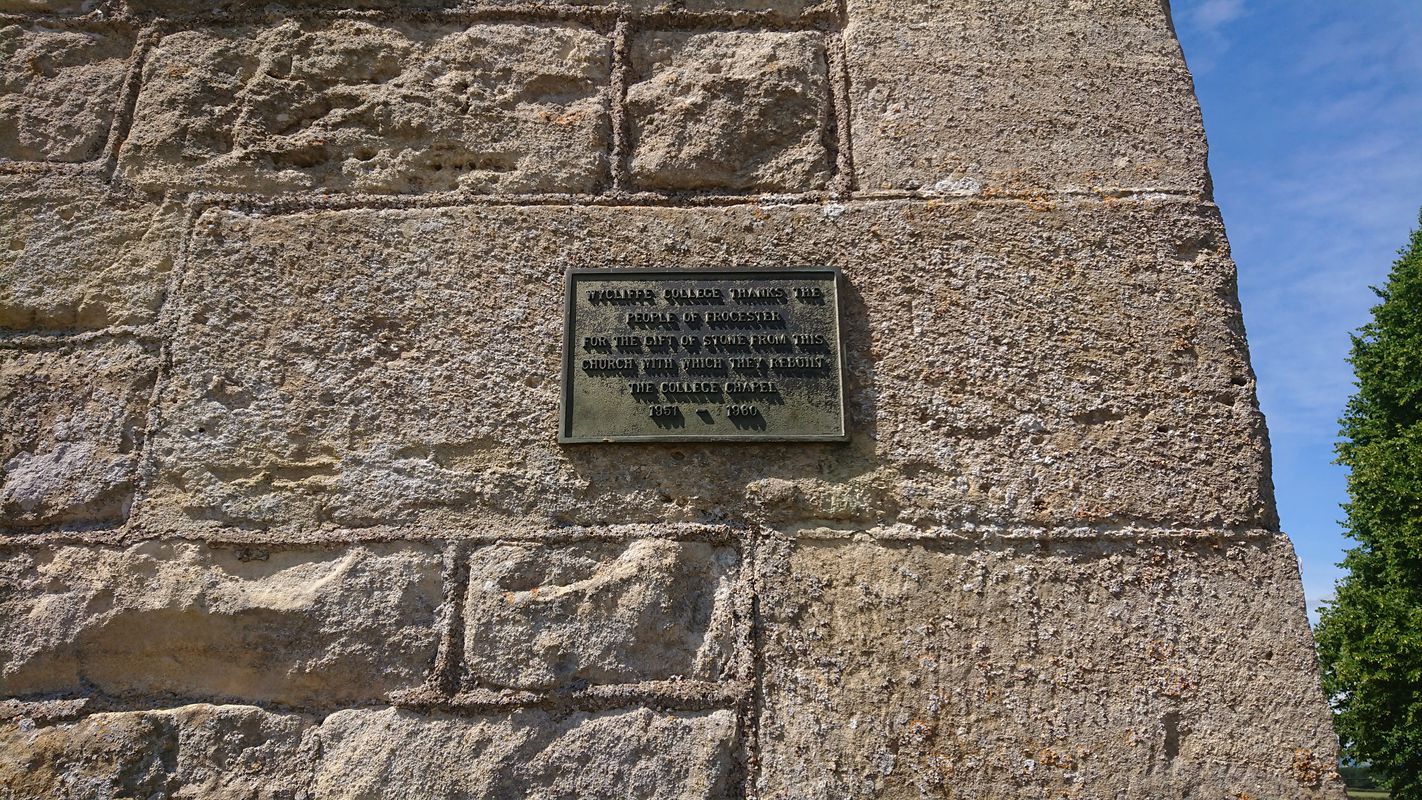 WYCLIFFE COLLEGE THANKS THE
PEOPLE OF FROCESTER
FOR THE GIFT OF STONE FROM THIS
CHURCH WITH WHICH THEY REBUILT
THE COLLEGE CHAPEL
1951 - 1960